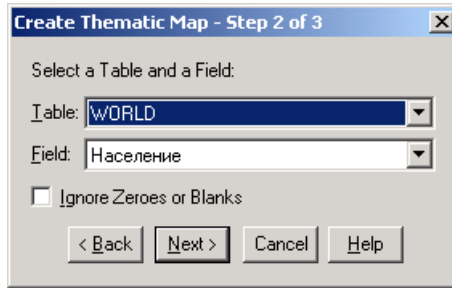 Create Thematic Map - Step 2 of 3
Select a Table and a Field:
Table: WORLD
Field: Население
Ignore Zeroes or Blanks
< Back Next > Cancel Help